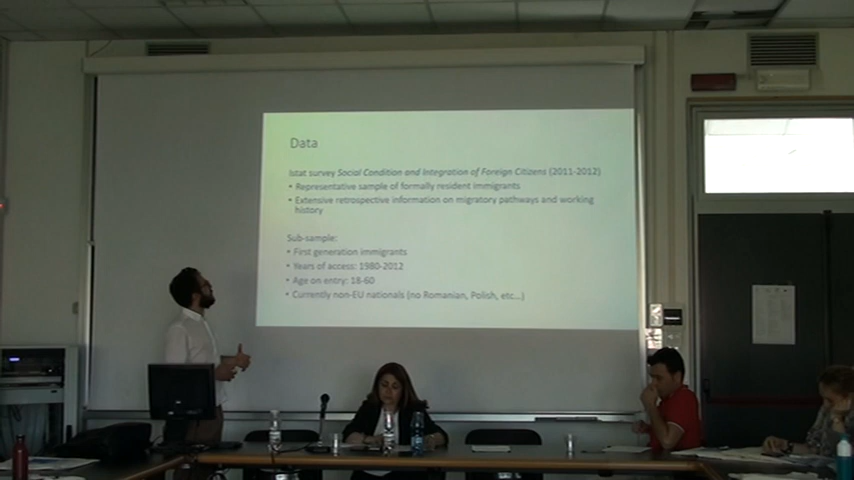 Data
Istat survey Social Condition and Integration of Foreign Citizens (2011-2012)
• Representative sample of formally resident immigrants
• Extensive retrospective information on migratory pathways and working
history
Sub-sample:
• First generation immigrants
• Years of access: 1980-2012
• Age on entry: 18-60
• Currently non-EU nationals (no Romanian, Polish, etc...)